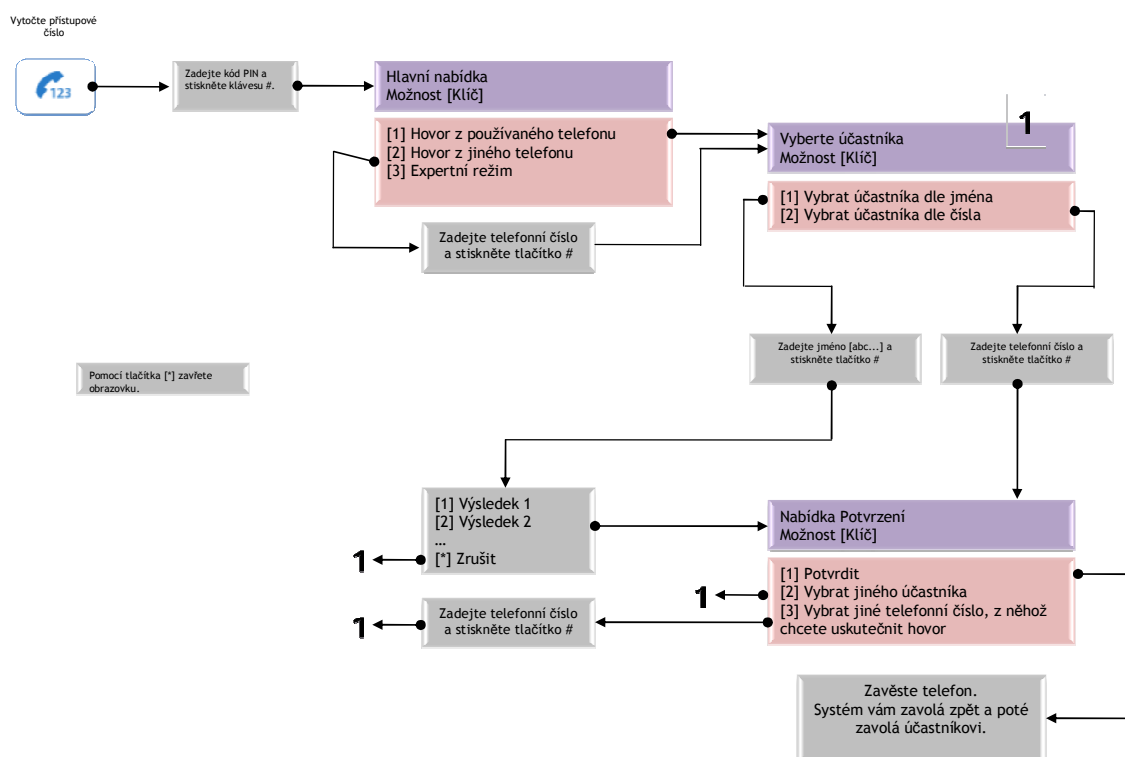 Vytočte přístupové
číslo
123
Zadejte kód PIN a
stiskněte klávesu #.
Hlavní nabídka
Možnost [Klíč]
[1] Hovor z používaného telefonu
[2] Hovor z jiného telefonu
[3] Expertní režim
Zadejte telefonní číslo
a stiskněte tlačítko #
1
Vyberte účastníka
Možnost [Klíč]
[1] Vybrat účastníka dle jména
[2] Vybrat účastníka dle čísla
Zadejte jméno [abc...] a
stiskněte tlačítko #
Zadejte telefonní číslo a
stiskněte tlačítko #
Pomocí tlačítka [*] zavřete
obrazovku.
[1] Výsledek 1
[2] Výsledek 2
…
[*] Zrušit
1
Nabídka Potvrzení
Možnost [Klíč]
[1] Potvrdit
[2] Vybrat jiného účastníka
[3] Vybrat jiné telefonní číslo, z něhož
chcete uskutečnit hovor
1
Zadejte telefonní číslo
a stiskněte tlačítko #
1
Zavěste telefon.
Systém vám zavolá zpět a poté
zavolá účastníkovi.